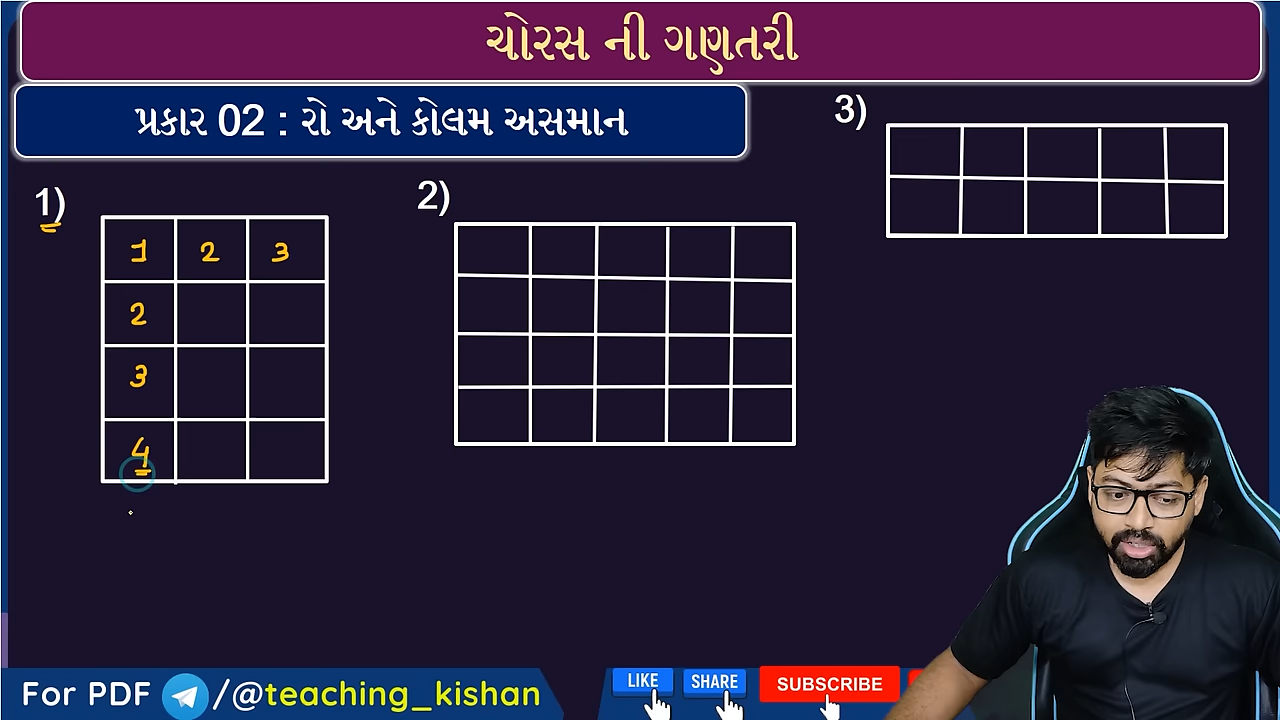 ચોરસ ની ગણતરી
પ્રકાર 02 : રો અને કોલમ અસમાન
1)
1 2 3
2
3
4
2)
3)
For PDF /@teaching_kishan
LIKE SHARE SUBSCRIBE